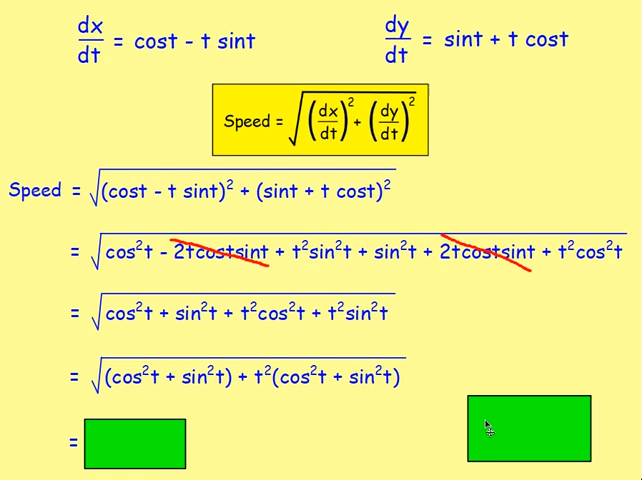 dx/dt = cost - t sint
dy/dt = sint + t cost
Speed = √((dx/dt)² + (dy/dt)²)
Speed = √((cost - t sint)² + (sint + t cost)²)
= √(cos²t - 2tcostsint + t²sin²t + sin²t + 2tcostsint + t²cos²t)
= √(cos²t + sin²t + t²cos²t + t²sin²t)
= √((cos²t + sin²t) + t²(cos²t + sin²t))
=